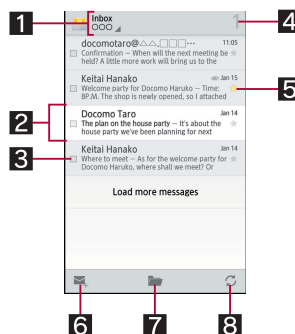 1
Inbox
○○○
1
4
docomotaro@△△.□□□… 11:05
Confirmation – When will the next meeting be
held? A little more work will bring us to the
Keitai Hanako Jan 15
Welcome party for Docomo Haruko – Time:
8P.M. The shop is newly opened, so I attached
5
2
Docomo Taro Jan 14
The plan on the house party – It's about the
house party we've been planning for next
3
Keitai Hanako Jan 14
Where to meet – As for the welcome party for
Docomo Haruko, where shall we meet? Or
Load more messages
6
7
8